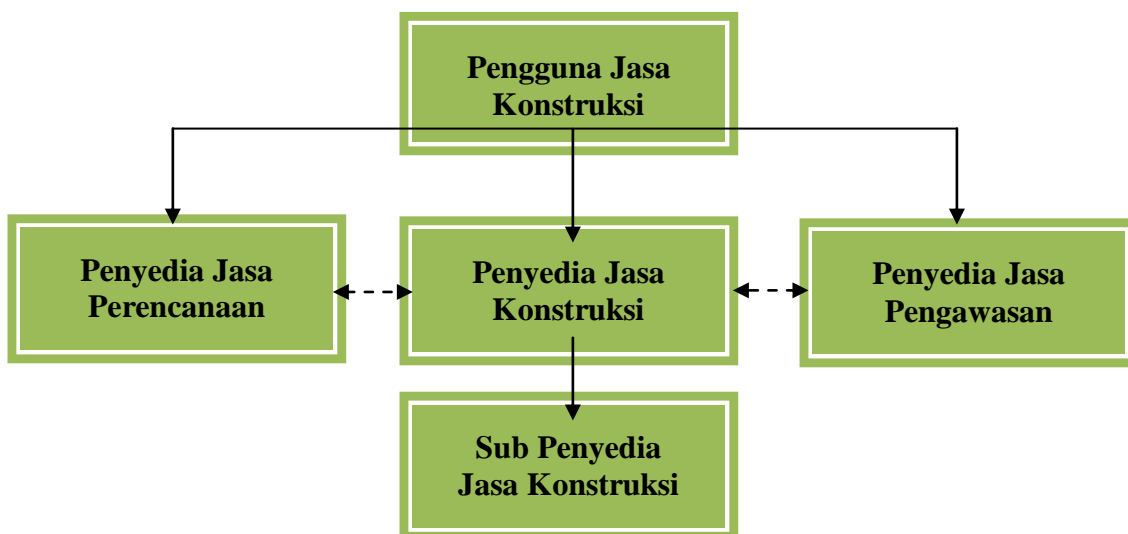 Pengguna Jasa
Konstruksi
Penyedia Jasa
Perencanaan
Penyedia Jasa
Konstruksi
Penyedia Jasa
Pengawasan
Sub Penyedia
Jasa Konstruksi